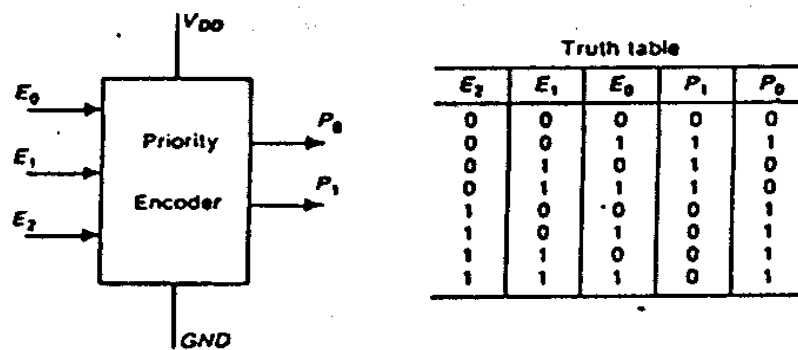 V_DD
E_0
E_1
E_2
Priority
Encoder
P_0
P_1
GND
Truth table
E_2 E_1 E_0 P_1 P_0
0 0 0 0 0
0 0 1 1 1
0 1 0 1 0
0 1 1 1 0
1 0 0 0 1
1 0 1 0 1
1 1 0 0 1
1 1 1 0 1